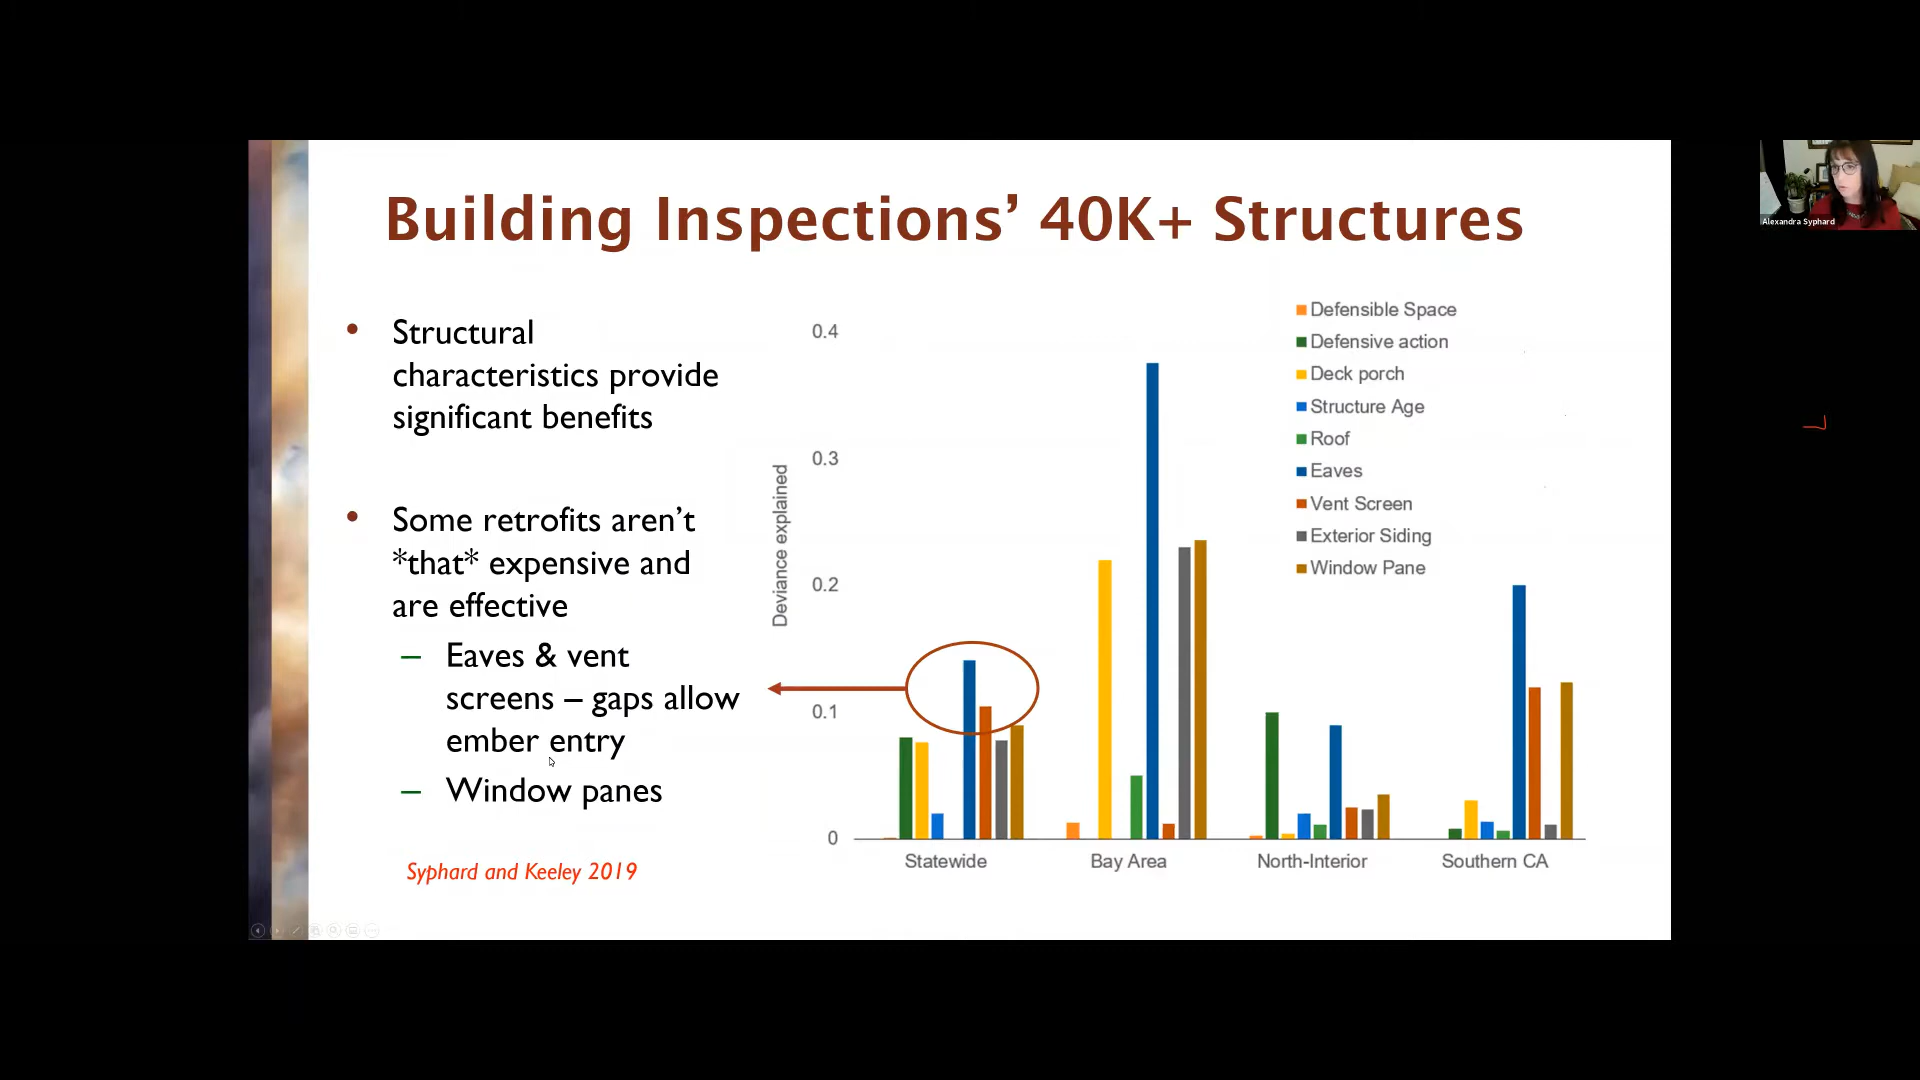 Building Inspections’ 40K+ Structures
• Structural
characteristics provide
significant benefits
• Some retrofits aren’t
*that* expensive and
are effective
– Eaves & vent
screens – gaps allow
ember entry
– Window panes
Syphard and Keeley 2019
Deviance explained
0.4
0.3
0.2
0.1
0
Statewide
Bay Area
North-Interior
Southern CA
Defensible Space
Defensive action
Deck porch
Structure Age
Roof
Eaves
Vent Screen
Exterior Siding
Window Pane
Alexandra Syphard